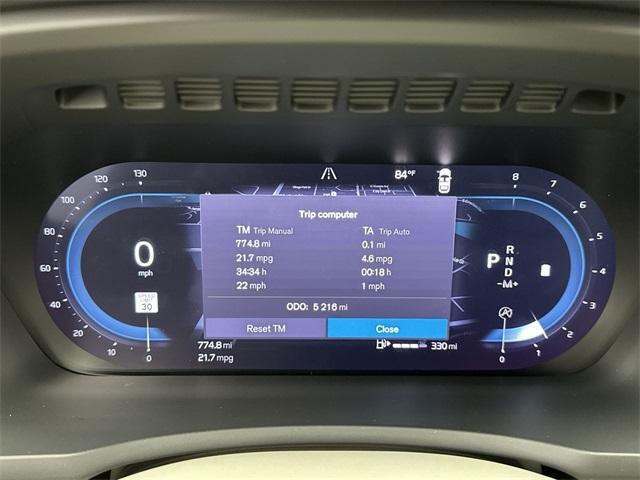 130
84°F
8
120
7
100
6
80
5
60
4
40
3
20
2
10
1
0
0
Trip computer
TM Trip Manual
TA Trip Auto
774.8 mi
0.1 mi
21.7 mpg
4.6 mpg
34:34 h
00:18 h
22 mph
1 mph
ODO: 5 216 mi
Reset TM
Close
0
mph
SPEED
LIMIT
30
P
R
N
D
-M+
774.8 mi
21.7 mpg
330 mi